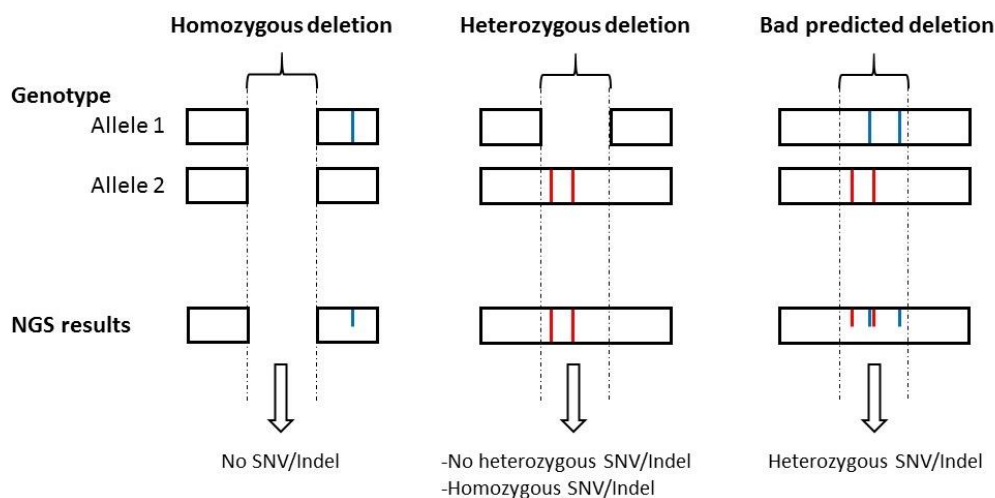 Homozygous deletion
Heterozygous deletion
Bad predicted deletion
Genotype
Allele 1
Allele 2
NGS results
No SNV/Indel
-No heterozygous SNV/Indel
-Homozygous SNV/Indel
Heterozygous SNV/Indel